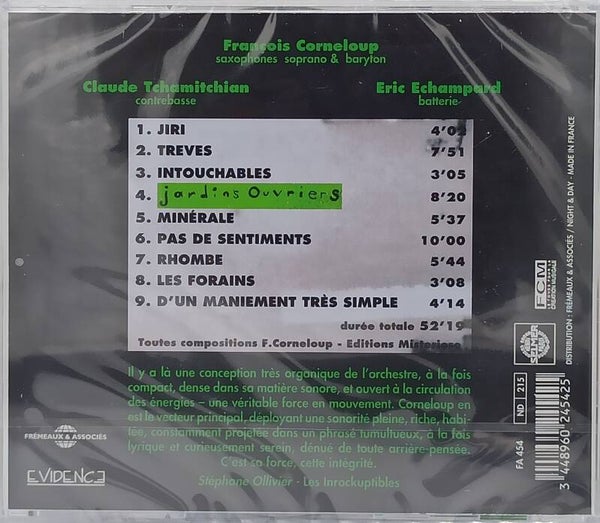 François Corneloup
saxophones soprano & baryton
Claude Tchamitchian
contrebasse
Eric Echampard
batterie
1. JIRI 4'02
2. TREVES 7'51
3. INTOUCHABLES 3'05
4. jardins Ouvriers 8'20
5. MINÉRALE 5'37
6. PAS DE SENTIMENTS 10'00
7. RHOMBE 5'44
8. LES FORAINS 3'08
9. D'UN MANIEMENT TRÈS SIMPLE 4'14
durée totale 52'19
Toutes compositions F.Corneloup - Editions Misterioso
Il y a là une conception très organique de l'orchestre, à la fois
compact, dense dans sa matière sonore, et ouvert à la circulation
des énergies – une véritable force en mouvement. Corneloup en
est le vecteur principal, déployant une sonorité pleine, riche, habi-
tée, constamment projetée dans un phrasé tumultueux, à la fois
lyrique et curieusement serein, dénué de toute arrière-pensée.
C'est sa force, cette intégrité.
Stéphane Ollivier - Les Inrockuptibles
FRÉMEAUX & ASSOCIÉS
EVIDENCE
FCM
CRÉATION MUSICALE
SELMER
DISTRIBUTION : FRÉMEAUX & ASSOCIÉS / NIGHT & DAY - MADE IN FRANCE
FA 454
ND 215
3 448960 245425